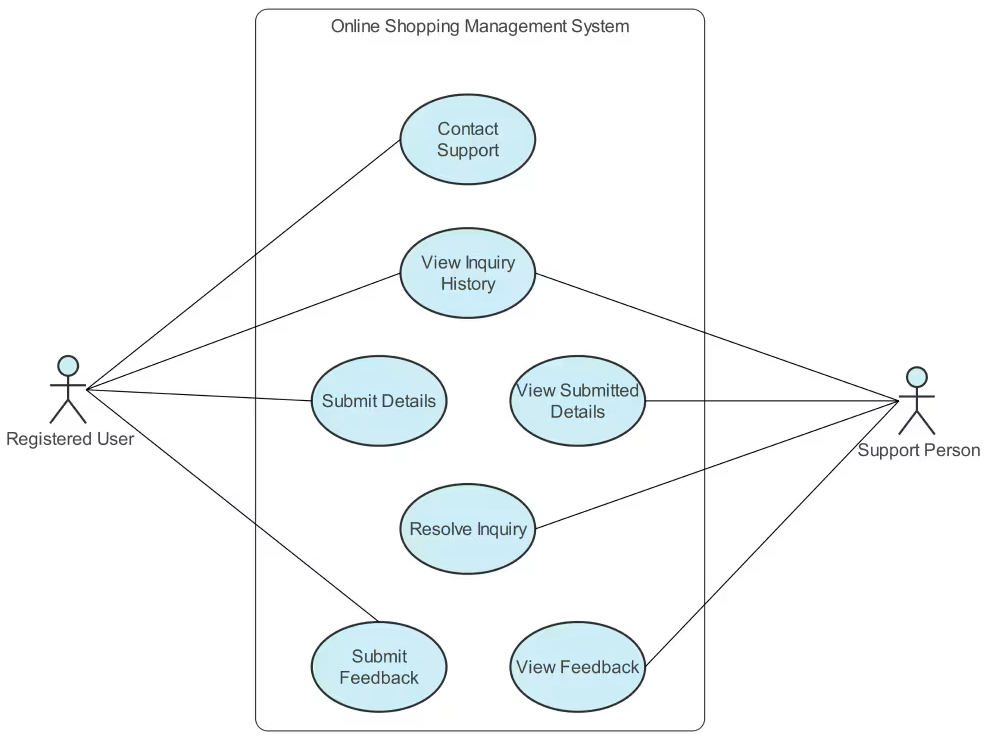 Online Shopping Management System
Contact
Support
View Inquiry
History
Submit Details
View Submitted
Details
Registered User
Support Person
Resolve Inquiry
Submit
Feedback
View Feedback